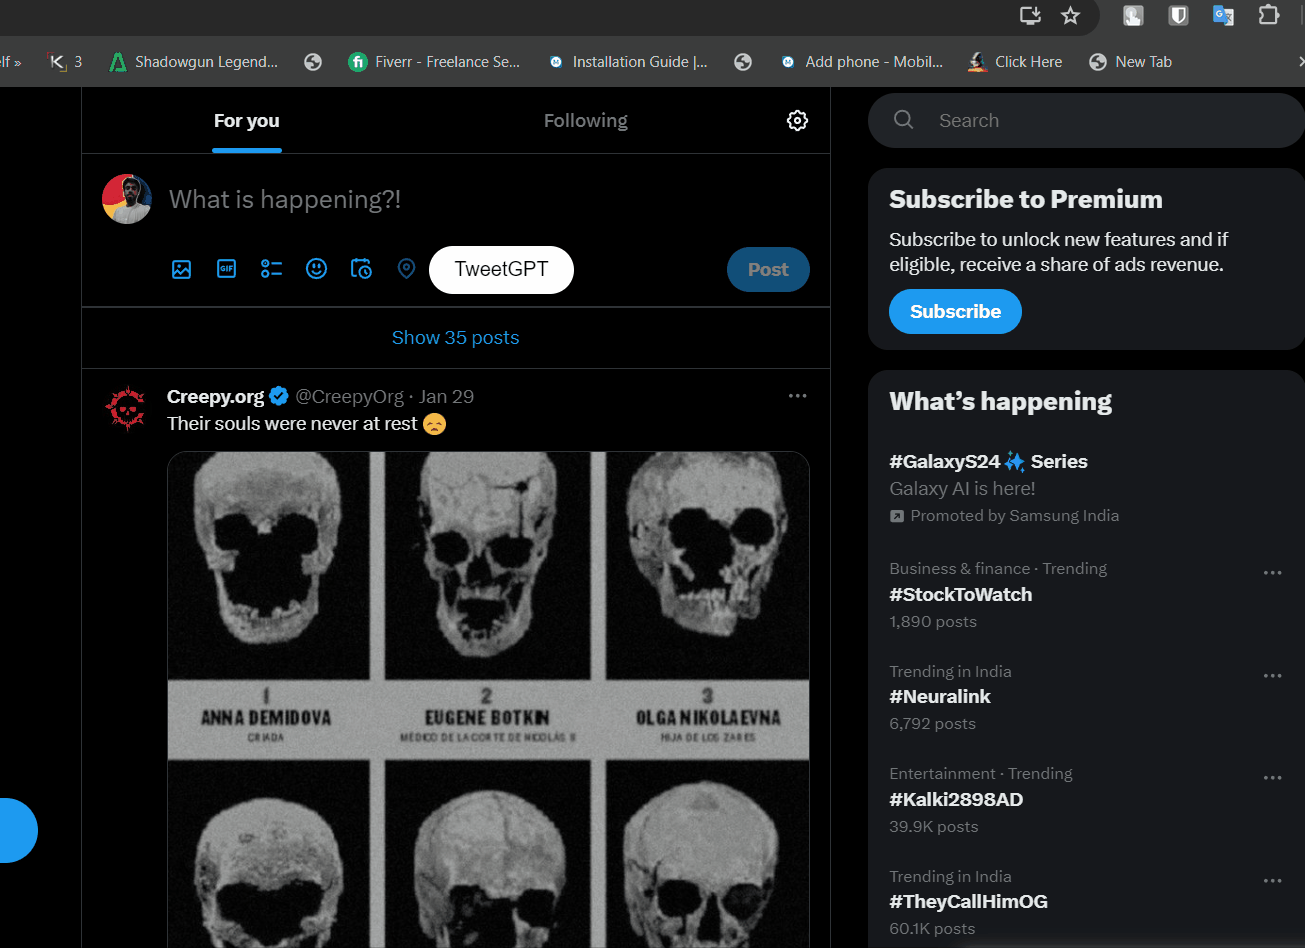 elf »
3
Shadowgun Legend...
Fiverr - Freelance Se...
Installation Guide |...
Add phone - Mobil...
Click Here
New Tab
For you
Following
What is happening?!
GIF
TweetGPT
Post
Show 35 posts
Creepy.org @CreepyOrg · Jan 29
Their souls were never at rest 😞
1
ANNA DEMIDOVA
CRIADA
2
EUGENE BOTKIN
MÉDICO DE LA CORTE DE NICOLÁS II
3
OLGA NIKOLAEVNA
HIJA DE LOS ZARES
Search
Subscribe to Premium
Subscribe to unlock new features and if
eligible, receive a share of ads revenue.
Subscribe
What's happening
#GalaxyS24✨ Series
Galaxy AI is here!
Promoted by Samsung India
Business & finance · Trending
#StockToWatch
1,890 posts
Trending in India
#Neuralink
6,792 posts
Entertainment · Trending
#Kalki2898AD
39.9K posts
Trending in India
#TheyCallHimOG
60.1K posts